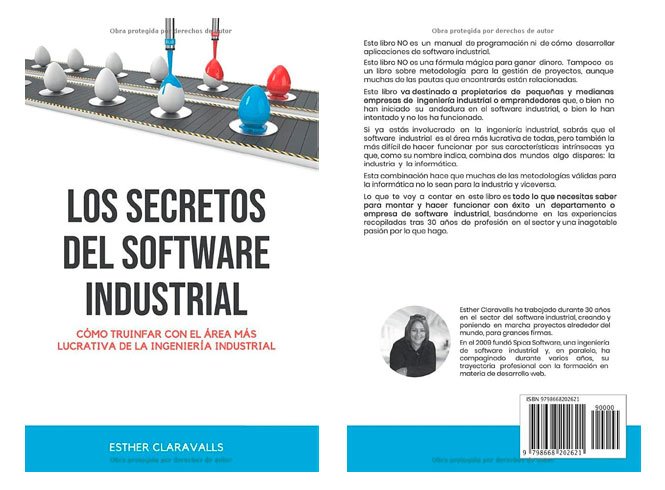 Obra protegida por derechos de autor
LOS SECRETOS
DEL SOFTWARE
INDUSTRIAL
CÓMO TRUINFAR CON EL ÁREA MÁS
LUCRATIVA DE LA INGENIERÍA INDUSTRIAL
ESTHER CLARAVALLS
Obra protegida por derechos de autor
Obra protegida por derechos de autor
Este libro NO es un manual de programación ni de cómo desarrollar
aplicaciones de software industrial.
Este libro NO es una fórmula mágica para ganar dinero. Tampoco es
un libro sobre metodología para la gestión de proyectos, aunque
muchas de las pautas que encontrarás estón relacionadas.
Este libro va destinado a propietarios de pequeñas y medianas
empresas de ingeniería industrial o emprendedores que, o bien no
han iniciado su andadura en el software industrial, o bien lo han
intentado y no les ha funcionado.
Si ya estás involucrado en la ingeniería industrial, sabrás que el
software industrial es el área más lucrativa de todas, pero también la
más difícil de hacer funcionar por sus características intrínsecas ya
que, como su nombre indica, combina dos mundos algo dispares: la
industria y la informática.
Esta combinación hace que muchas de las metodologías válidas para
la informática no lo sean para la industria y viceversa.
Lo que te voy a contar en este libro es todo lo que necesitas saber
para montar y hacer funcionar con éxito un departamento o
empresa de software industrial, basándome en las experiencias
recopiladas tras 30 años de profesión en el sector y una inagotable
pasión por lo que hago.
Esther Claravalls ha trabajado durante 30 años
en el sector del software industrial, creando y
poniendo en marcha proyectos alrededor del
mundo, para grandes firmas.
En el 2009 fundó Spica Software, una ingeniería
de software industrial y, en paralelo, ha
compaginado durante varios años, su
trayectoria profesional con la formación en
materia de desarrollo web.
ISBN 9798668202621
90000
9 798668 202621
Obra protegida por derechos de autor